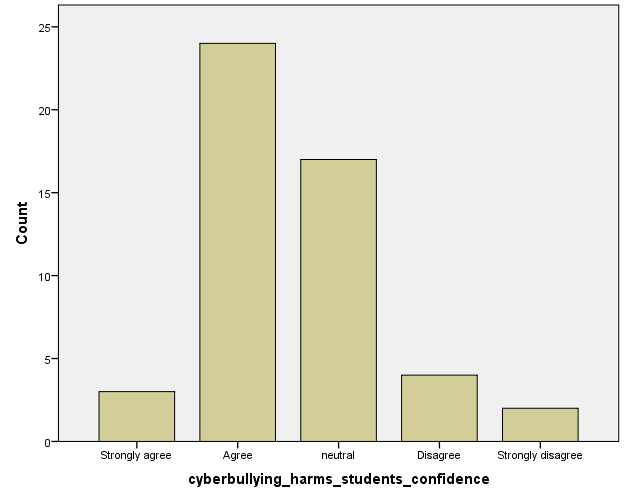 25
20
15
10
5
0
Count
Strongly agree Agree neutral Disagree Strongly disagree
cyberbullying_harms_students_confidence